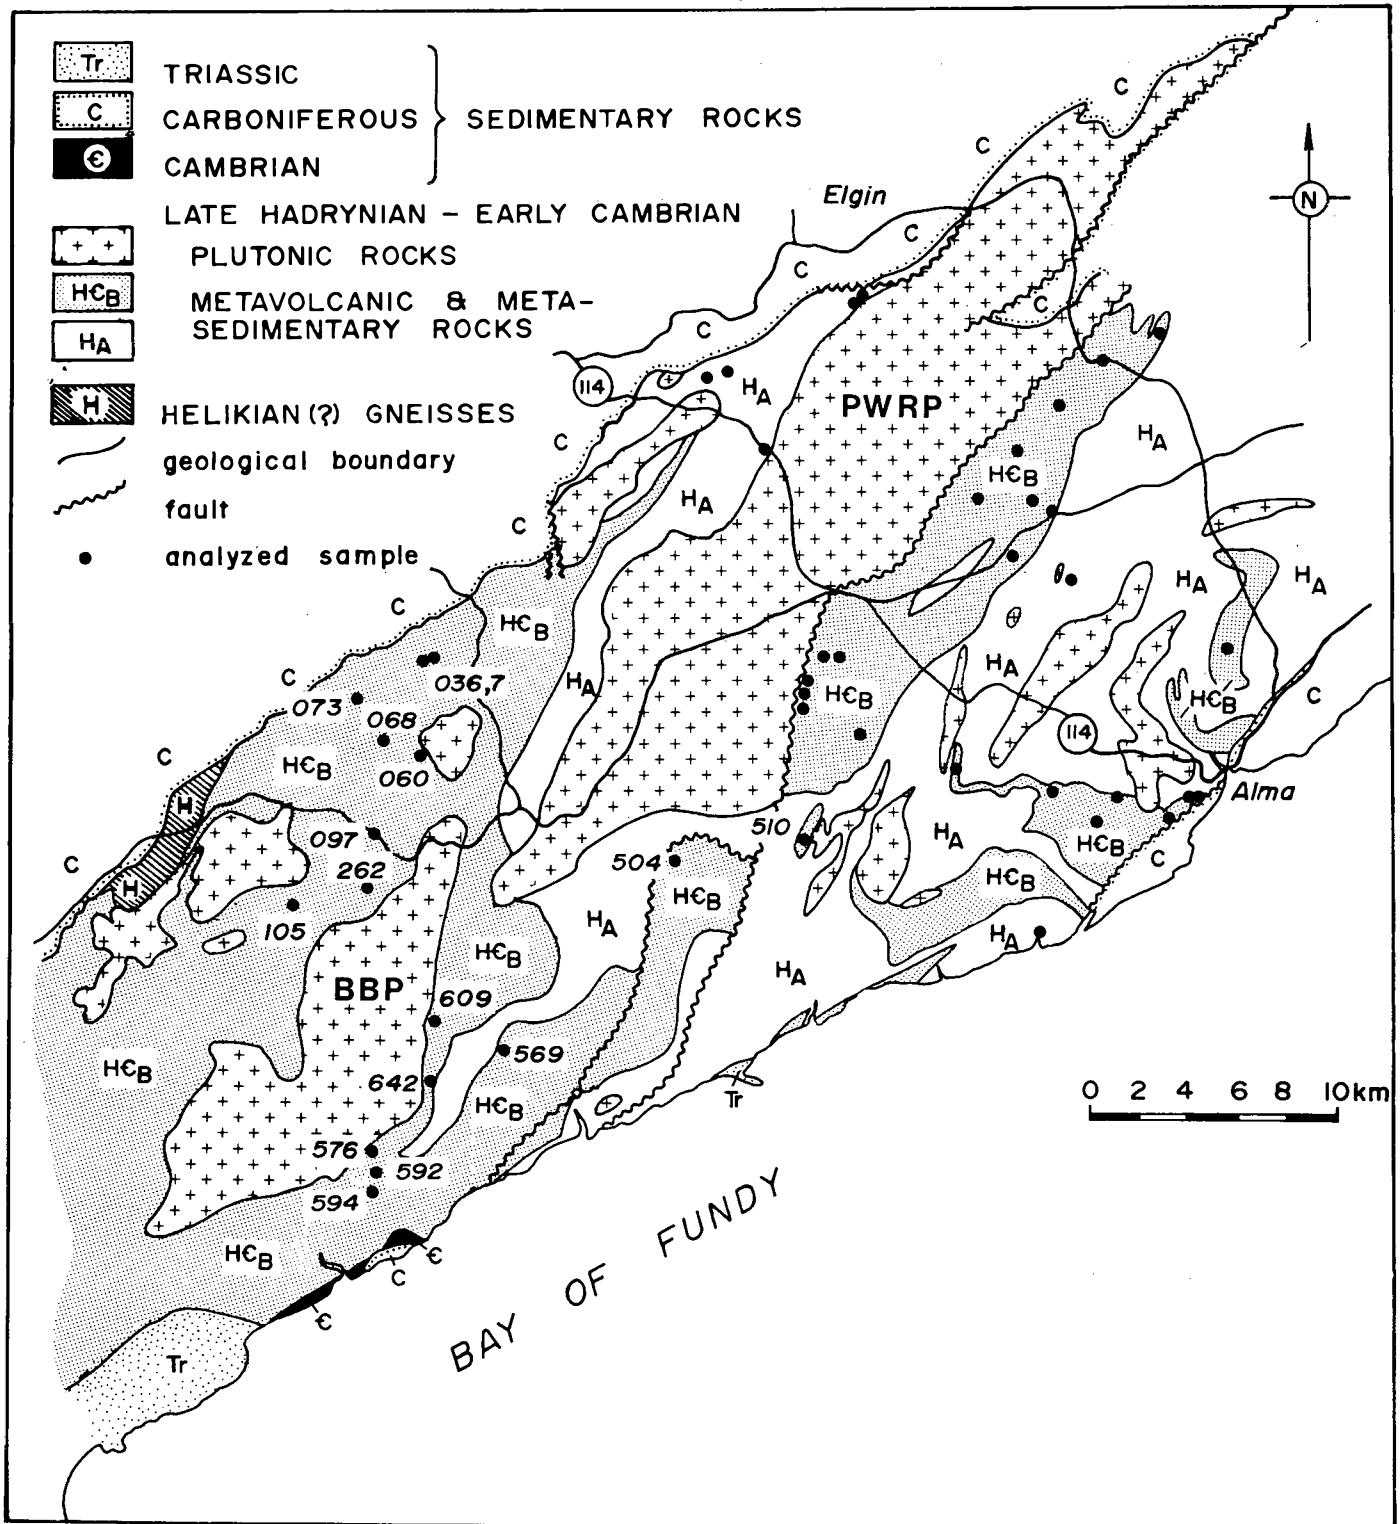 Tr TRIASSIC
C CARBONIFEROUS SEDIMENTARY ROCKS
Є CAMBRIAN
LATE HADRYNIAN – EARLY CAMBRIAN
PLUTONIC ROCKS
HЄB METAVOLCANIC & META-
HA SEDIMENTARY ROCKS
H HELIKIAN(?) GNEISSES
geological boundary
fault
analyzed sample
N
C
C
Elgin
C
C
C
C
114
HA
PWRP
HA
C
HЄB
HA
C
C
HЄB
HA
HA
HA
C
036,7
073
068
HA
HЄB
HЄB
C
114
C
HЄB
060
H
Alma
510
097
HA
HЄB
C
C
504
262
H
HЄB
HЄB
105
HA
HA
HЄB
HA
BBP
609
569
HЄB
642
HЄB
Tr
0 2 4 6 8 10km
576
592
594
HЄB
Є
C
Є
Tr
BAY OF FUNDY